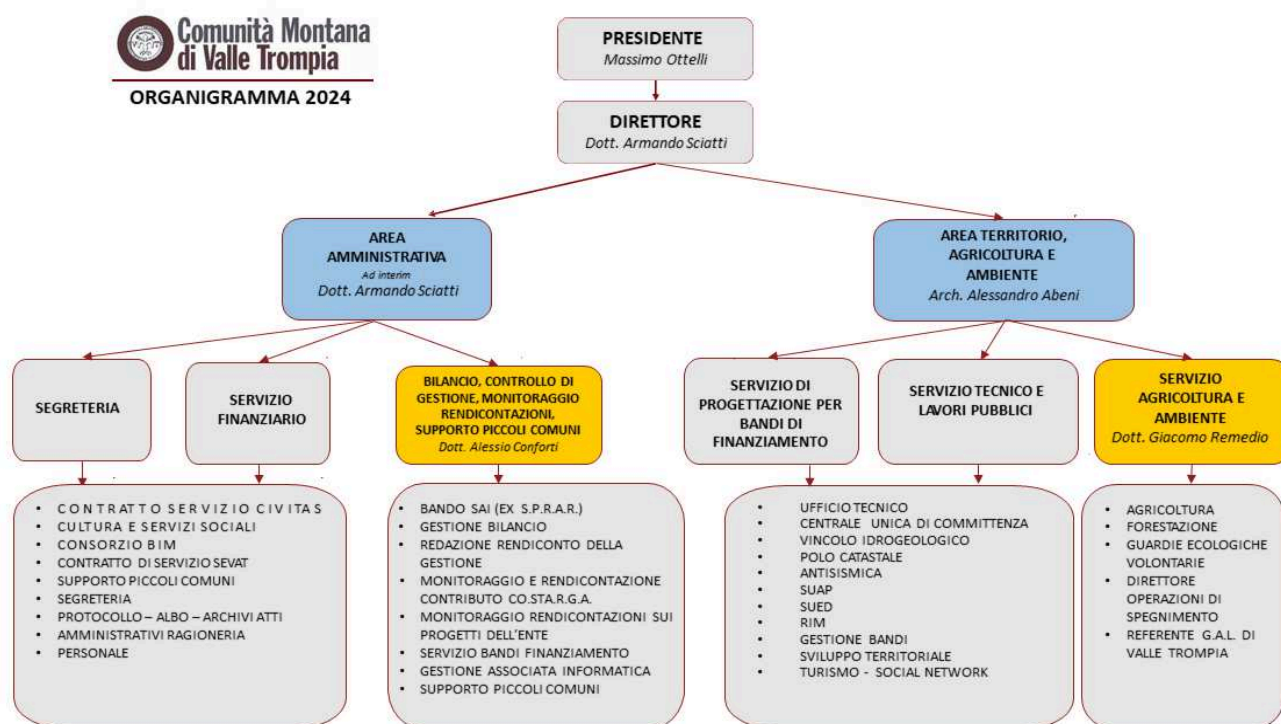 Comunità Montana
di Valle Trompia
ORGANIGRAMMA 2024
PRESIDENTE
Massimo Ottelli
DIRETTORE
Dott. Armando Sciatti
AREA
AMMINISTRATIVA
Ad interim
Dott. Armando Sciatti
AREA TERRITORIO,
AGRICOLTURA E
AMBIENTE
Arch. Alessandro Abeni
SEGRETERIA
SERVIZIO
FINANZIARIO
BILANCIO, CONTROLLO DI
GESTIONE, MONITORAGGIO
RENDICONTAZIONI,
SUPPORTO PICCOLI COMUNI
Dott. Alessio Conforti
SERVIZIO DI
PROGETTAZIONE PER
BANDI DI
FINANZIAMENTO
SERVIZIO TECNICO E
LAVORI PUBBLICI
SERVIZIO
AGRICOLTURA E
AMBIENTE
Dott. Giacomo Remedio
• CONTRATTO SERVIZIO CIVITAS
• CULTURA E SERVIZI SOCIALI
• CONSORZIO BIM
• CONTRATTO DI SERVIZIO SEVAT
• SUPPORTO PICCOLI COMUNI
• SEGRETERIA
• PROTOCOLLO – ALBO – ARCHIVI ATTI
• AMMINISTRATIVI RAGIONERIA
• PERSONALE
• BANDO SAI (EX S.P.R.A.R.)
• GESTIONE BILANCIO
• REDAZIONE RENDICONTO DELLA
GESTIONE
• MONITORAGGIO E RENDICONTAZIONE
CONTRIBUTO CO.STA.R.G.A.
• MONITORAGGIO RENDICONTAZIONI SUI
PROGETTI DELL'ENTE
• SERVIZIO BANDI FINANZIAMENTO
• GESTIONE ASSOCIATA INFORMATICA
• SUPPORTO PICCOLI COMUNI
• UFFICIO TECNICO
• CENTRALE UNICA DI COMMITTENZA
• VINCOLO IDROGEOLOGICO
• POLO CATASTALE
• ANTISISMICA
• SUAP
• SUED
• RIM
• GESTIONE BANDI
• SVILUPPO TERRITORIALE
• TURISMO - SOCIAL NETWORK
• AGRICOLTURA
• FORESTAZIONE
• GUARDIE ECOLOGICHE
VOLONTARIE
• DIRETTORE
OPERAZIONI DI
SPEGNIMENTO
• REFERENTE G.A.L. DI
VALLE TROMPIA